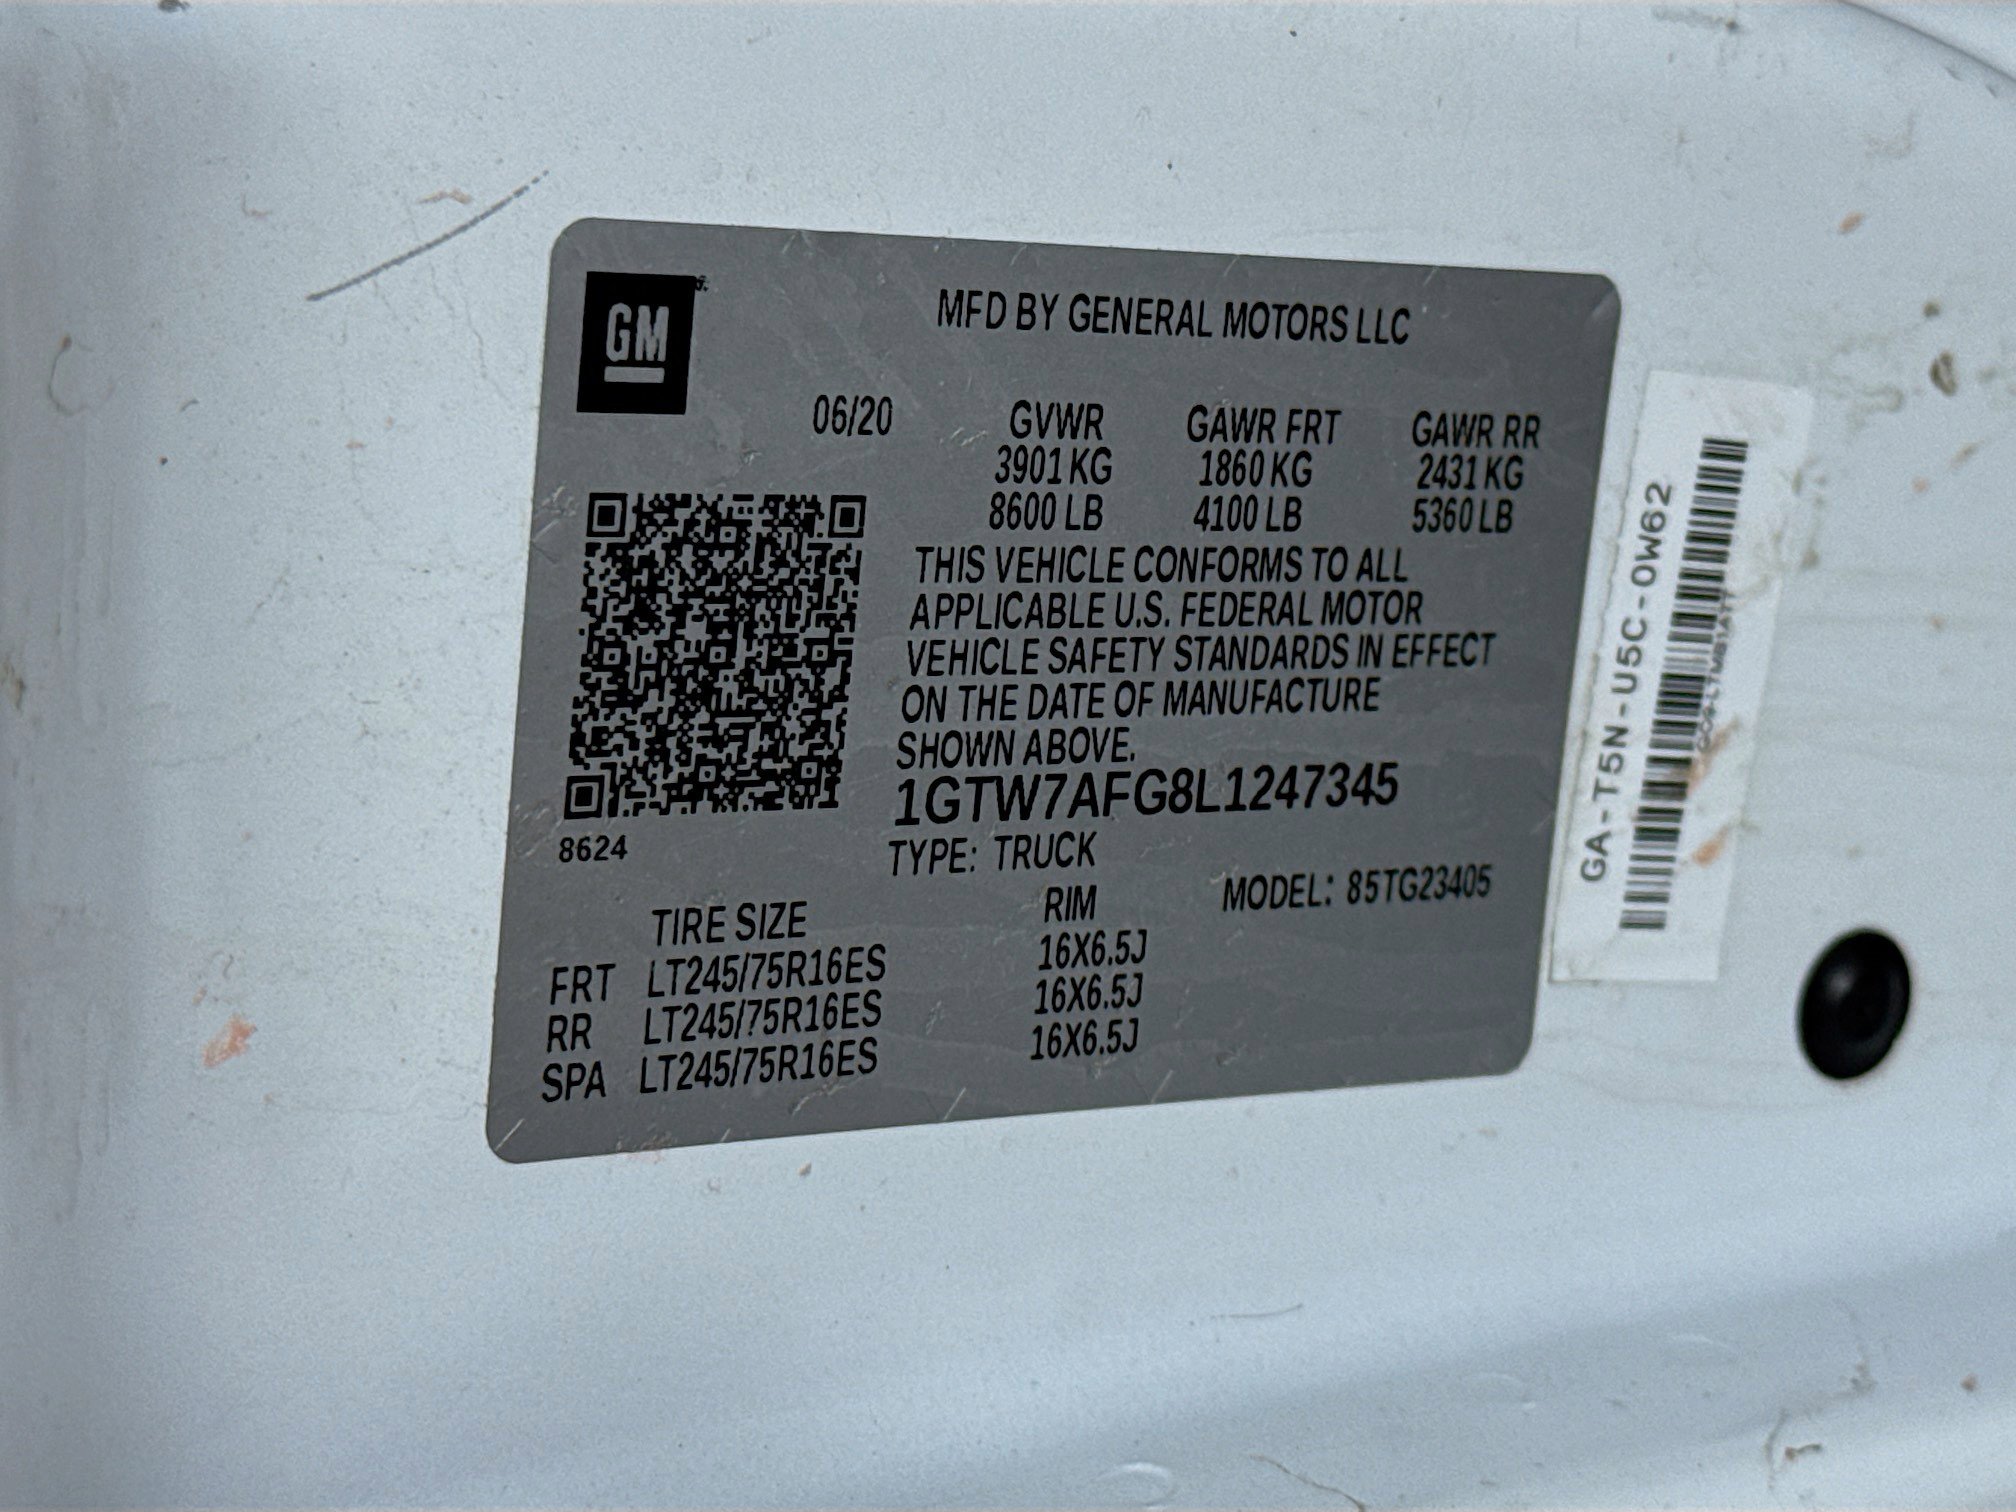 GM
MFD BY GENERAL MOTORS LLC
06/20 GVWR GAWR FRT GAWR RR
3901 KG 1860 KG 2431 KG
8600 LB 4100 LB 5360 LB
THIS VEHICLE CONFORMS TO ALL
APPLICABLE U.S. FEDERAL MOTOR
VEHICLE SAFETY STANDARDS IN EFFECT
ON THE DATE OF MANUFACTURE
SHOWN ABOVE.
1GTW7AFG8L1247345
8624
TYPE: TRUCK
MODEL: 85TG23405
TIRE SIZE RIM
FRT LT245/75R16ES 16X6.5J
RR LT245/75R16ES 16X6.5J
SPA LT245/75R16ES 16X6.5J
GA-T5N-U5C-0W62